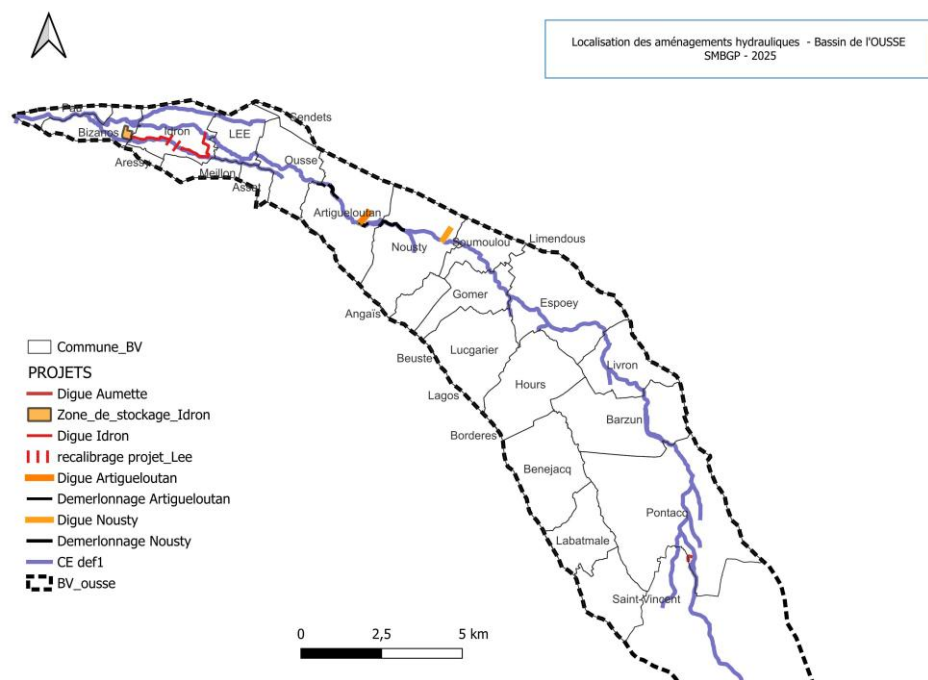 Localisation des aménagements hydrauliques - Bassin de l'OUSSE
SMBGP - 2025
Pau
Sendets
Bizanos
Idron
LEE
Aressy
Meillon
Ousse
Asset
Artigueloutan
Nousty
Soumoulou
Limendous
Gomer
Espoey
Angaïs
Beuste
Lucgarier
Livron
Lagos
Hours
Barzun
Borderes
Benejacq
Pontacq
Labatmale
Saint-Vincent
Commune_BV
PROJETS
Digue Aumette
Zone_de_stockage_Idron
Digue Idron
recalibrage projet_Lee
Digue Artigueloutan
Demerlonnage Artigueloutan
Digue Nousty
Demerlonnage Nousty
CE def1
BV_ousse
0 2,5 5 km